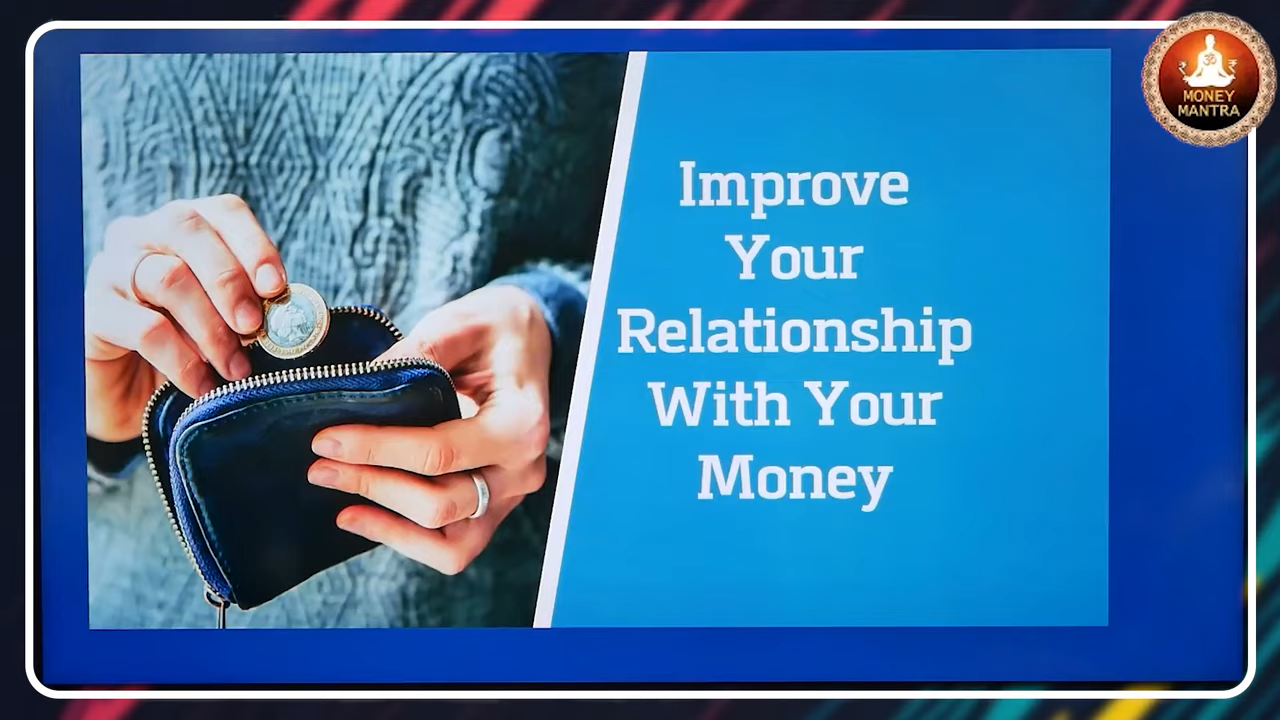 Improve
Your
Relationship
With Your
Money
ॐ
₹ ₹
MONEY
MANTRA